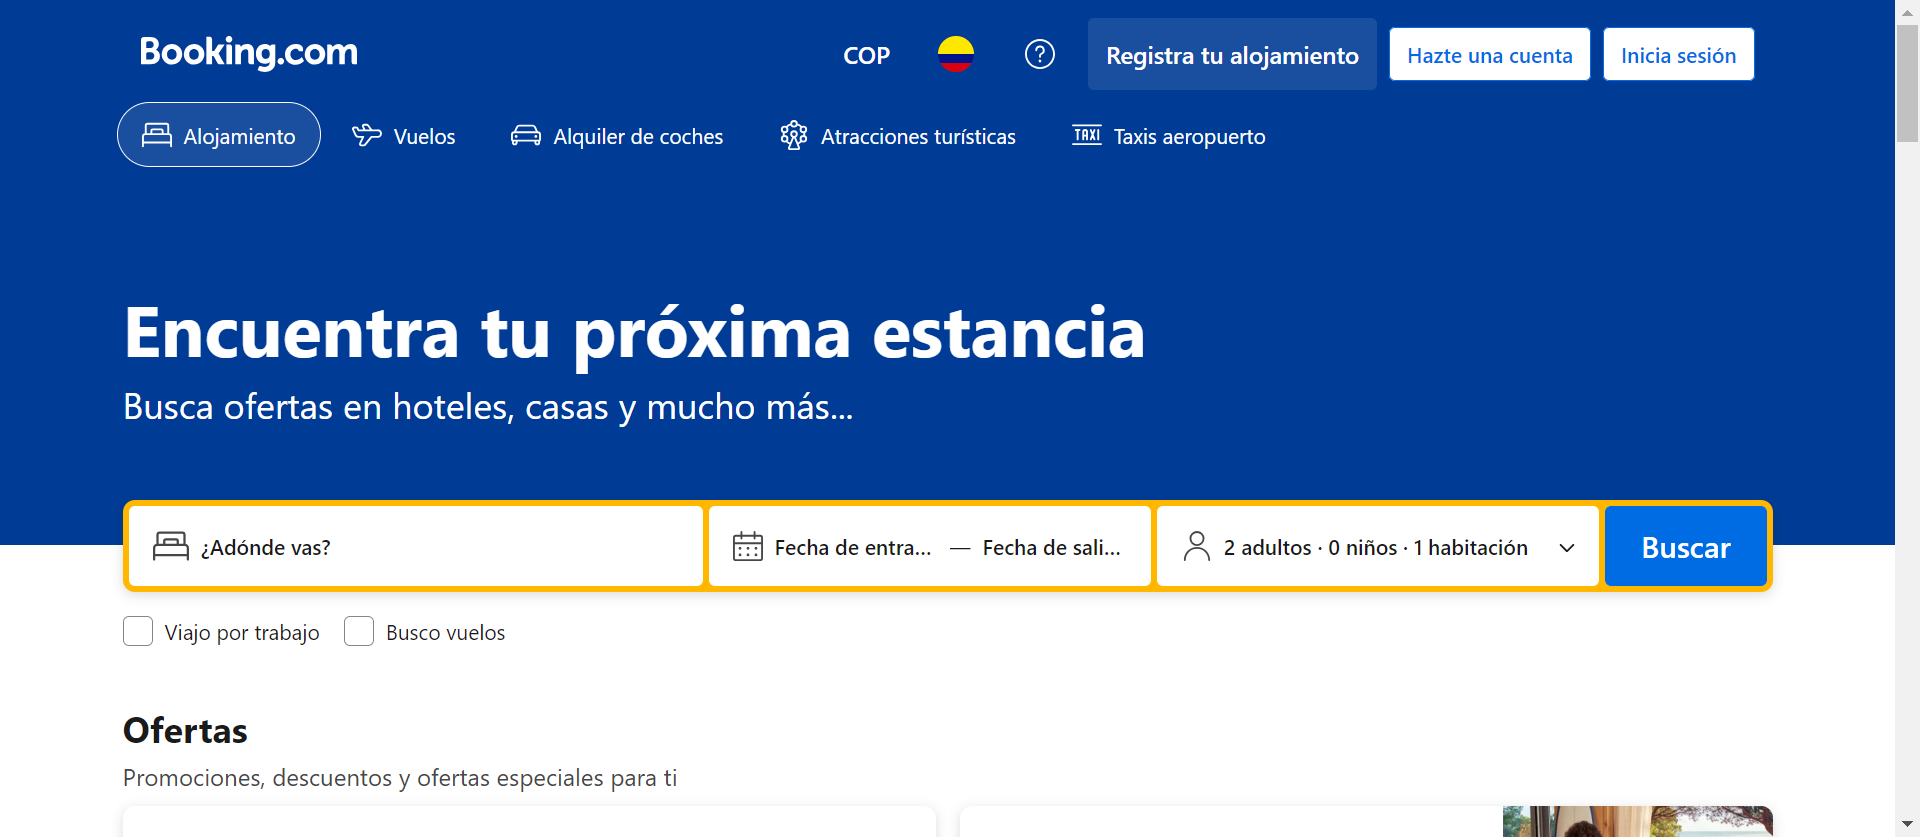 Booking.com
COP
Registra tu alojamiento
Hazte una cuenta
Inicia sesión
Alojamiento
Vuelos
Alquiler de coches
Atracciones turísticas
TAXI
Taxis aeropuerto
Encuentra tu próxima estancia
Busca ofertas en hoteles, casas y mucho más...
¿Adónde vas?
Fecha de entra... — Fecha de sali...
2 adultos · 0 niños · 1 habitación
Buscar
Viajo por trabajo
Busco vuelos
Ofertas
Promociones, descuentos y ofertas especiales para ti